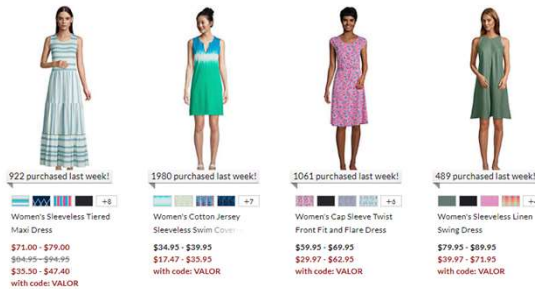 922 purchased last week!
1980 purchased last week!
1061 purchased last week!
489 purchased last week!
+8
+7
+8
Women's Sleeveless Tiered
Maxi Dress
$71.00 - $79.00
$84.95 - $94.95
$35.50 - $47.40
with code: VALOR
Women's Cotton Jersey
Sleeveless Swim Cover-
$34.95 - $39.95
$17.47 - $35.95
with code: VALOR
Women's Cap Sleeve Twist
Front Fit and Flare Dress
$59.95 - $69.95
$29.97 - $62.95
with code: VALOR
Women's Sleeveless Linen
Swing Dress
$79.95 - $89.95
$39.97 - $71.95
with code: VALOR